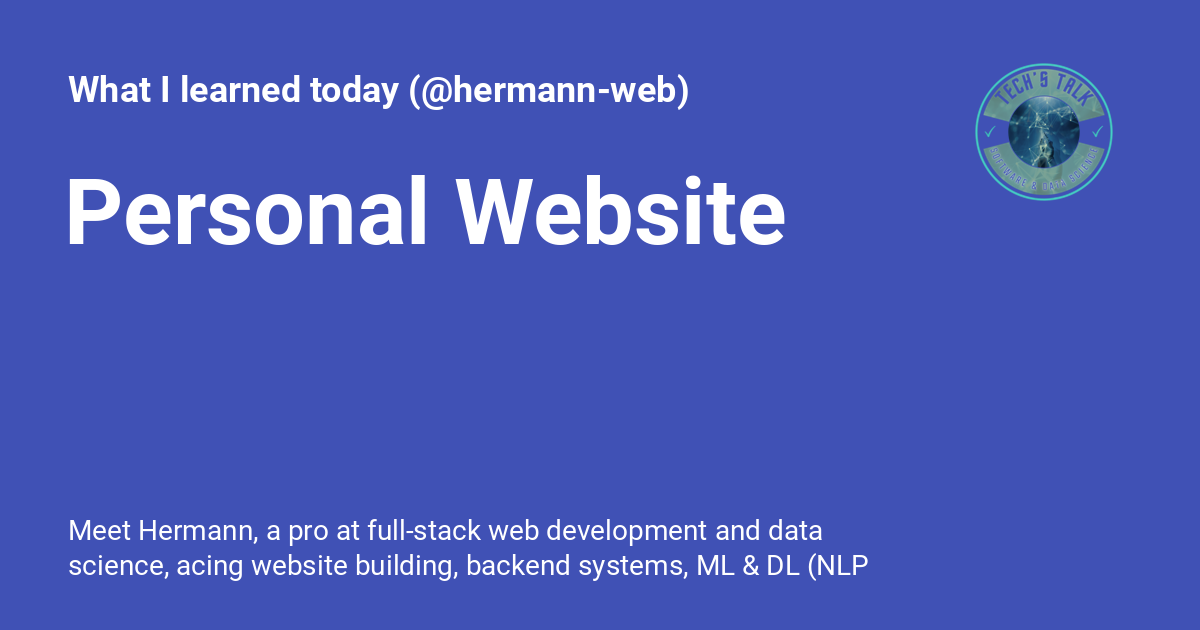 What I learned today (@hermann-web)
TECH'S TALK
SOFTWARE & DATA SCIENCE
Personal Website
Meet Hermann, a pro at full-stack web development and data
science, acing website building, backend systems, ML & DL (NLP